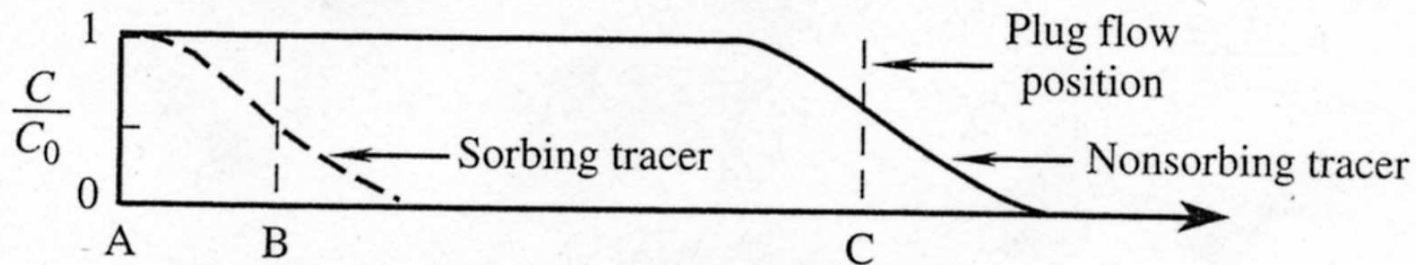 1
C
C0
0
Plug flow
position
Sorbing tracer
Nonsorbing tracer
A
B
C